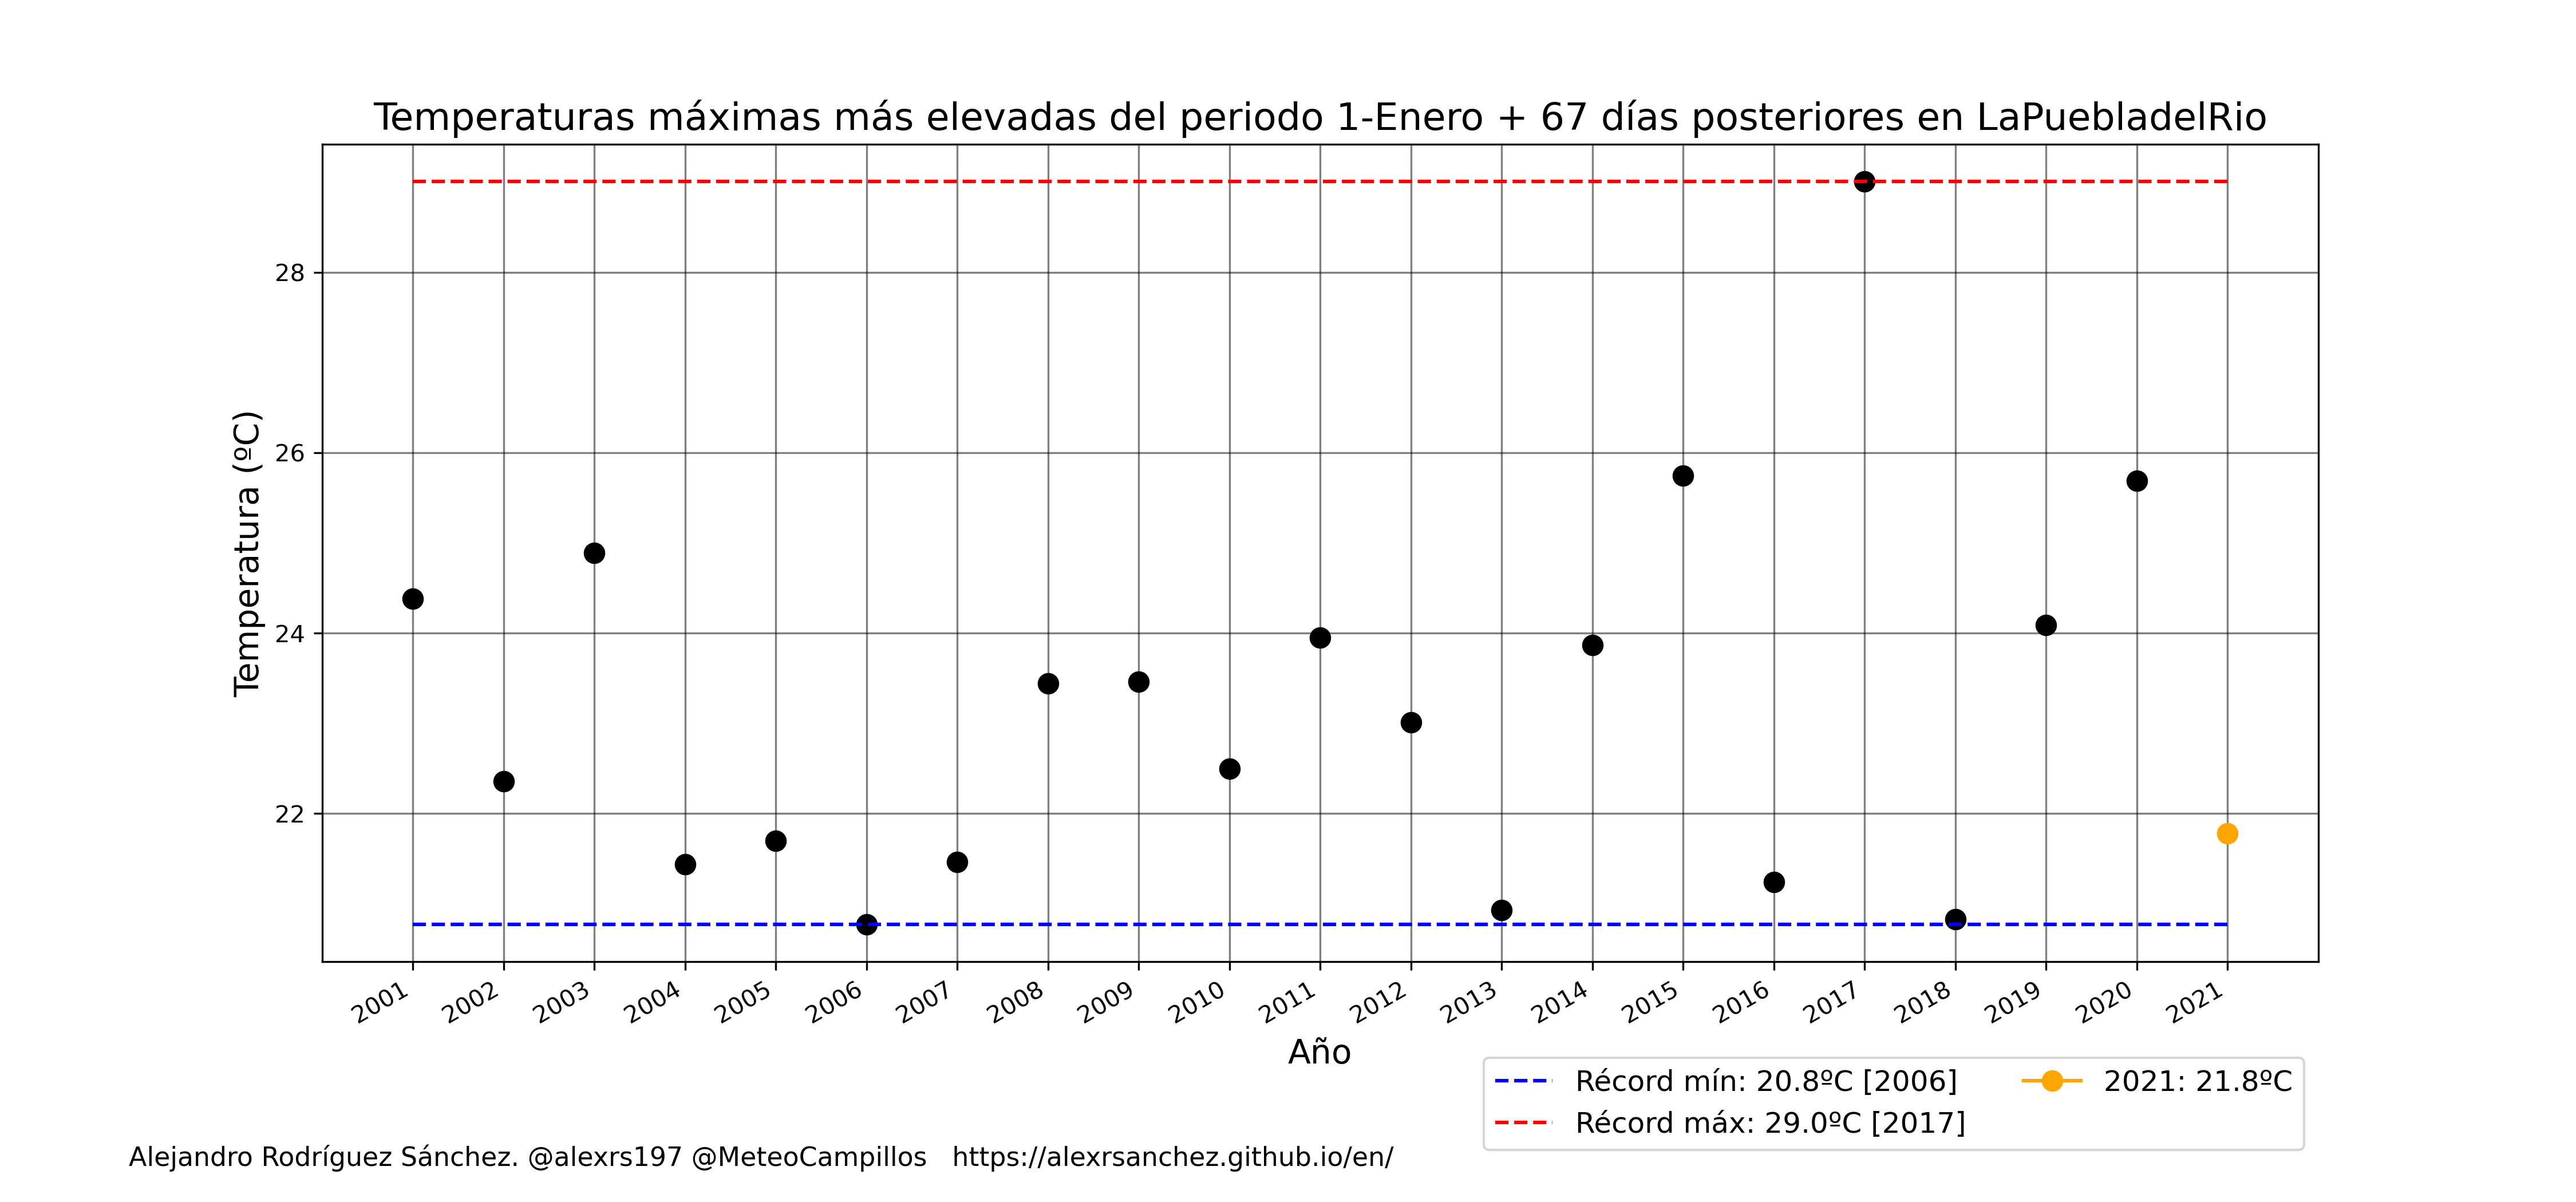 Temperaturas máximas más elevadas del periodo 1-Enero + 67 días posteriores en LaPuebladelRio
Temperatura (ºC)
28
26
24
22
2001 2002 2003 2004 2005 2006 2007 2008 2009 2010 2011 2012 2013 2014 2015 2016 2017 2018 2019 2020 2021
Año
Récord mín: 20.8ºC [2006]
Récord máx: 29.0ºC [2017]
2021: 21.8ºC
Alejandro Rodríguez Sánchez. @alexrs197 @MeteoCampillos https://alexrsanchez.github.io/en/